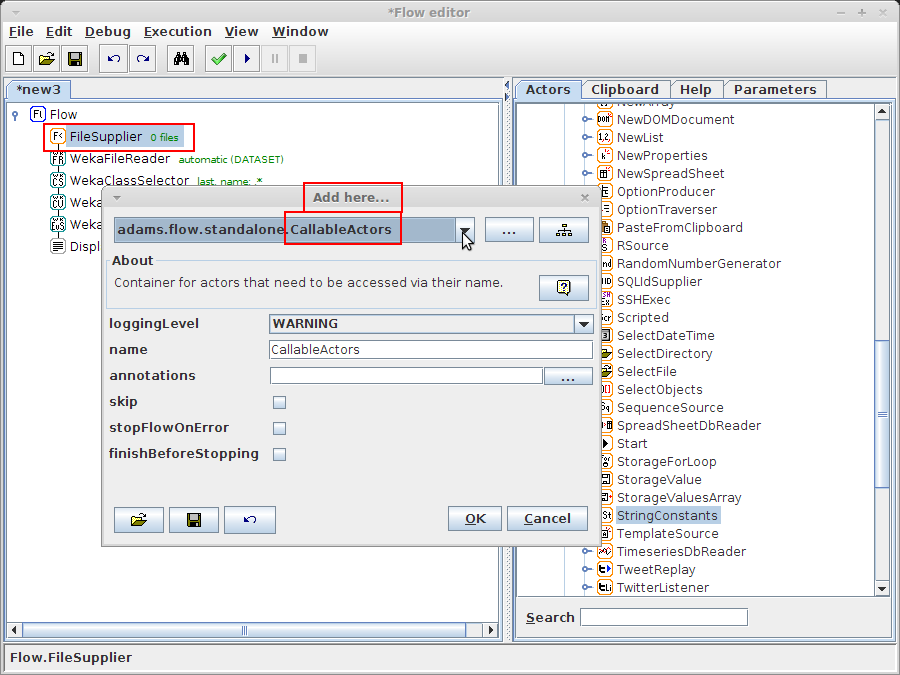 *Flow editor
File Edit Debug Execution View Window
*new3
Flow
FileSupplier 0 files
WekaFileReader automatic (DATASET)
WekaClassSelector last, name: .*
Add here...
adams.flow.standalone.CallableActors
...
About
Container for actors that need to be accessed via their name.
loggingLevel WARNING
name CallableActors
annotations ...
skip
stopFlowOnError
finishBeforeStopping
OK Cancel
Actors Clipboard Help Parameters
NewArray
NewDOMDocument
NewList
NewProperties
NewSpreadSheet
OptionProducer
OptionTraverser
PasteFromClipboard
RSource
RandomNumberGenerator
SQLIdSupplier
SSHExec
Scripted
SelectDateTime
SelectDirectory
SelectFile
SelectObjects
SequenceSource
SpreadSheetDbReader
Start
StorageForLoop
StorageValue
StorageValuesArray
StringConstants
TemplateSource
TimeseriesDbReader
TweetReplay
TwitterListener
Search
Flow.FileSupplier